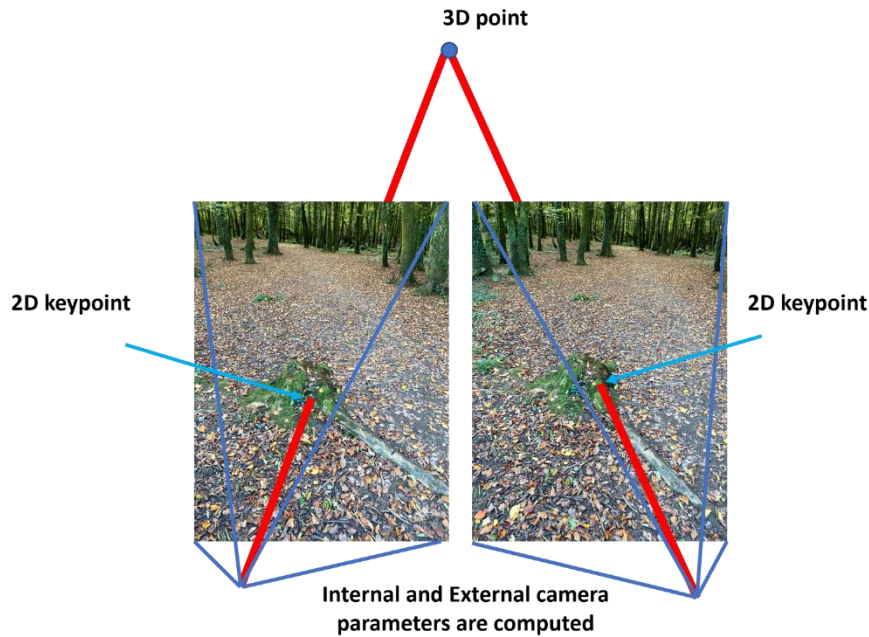 3D point
2D keypoint
2D keypoint
Internal and External camera
parameters are computed